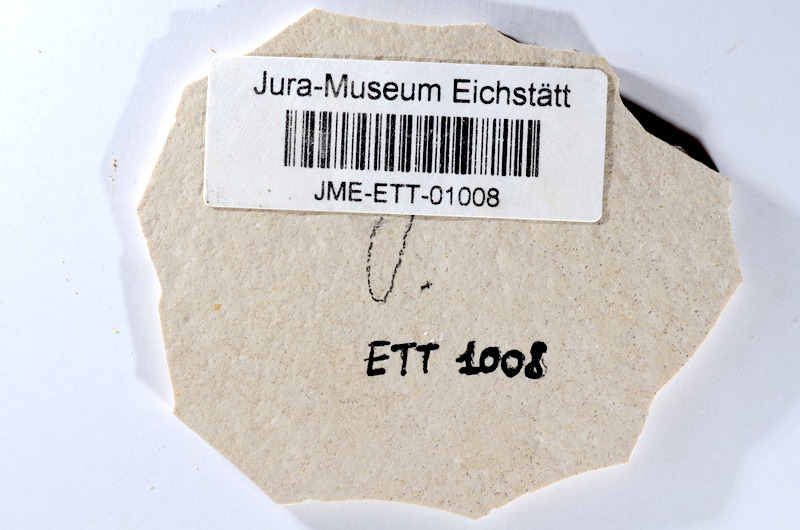 Jura-Museum Eichstätt
JME-ETT-01008
ETT 1008